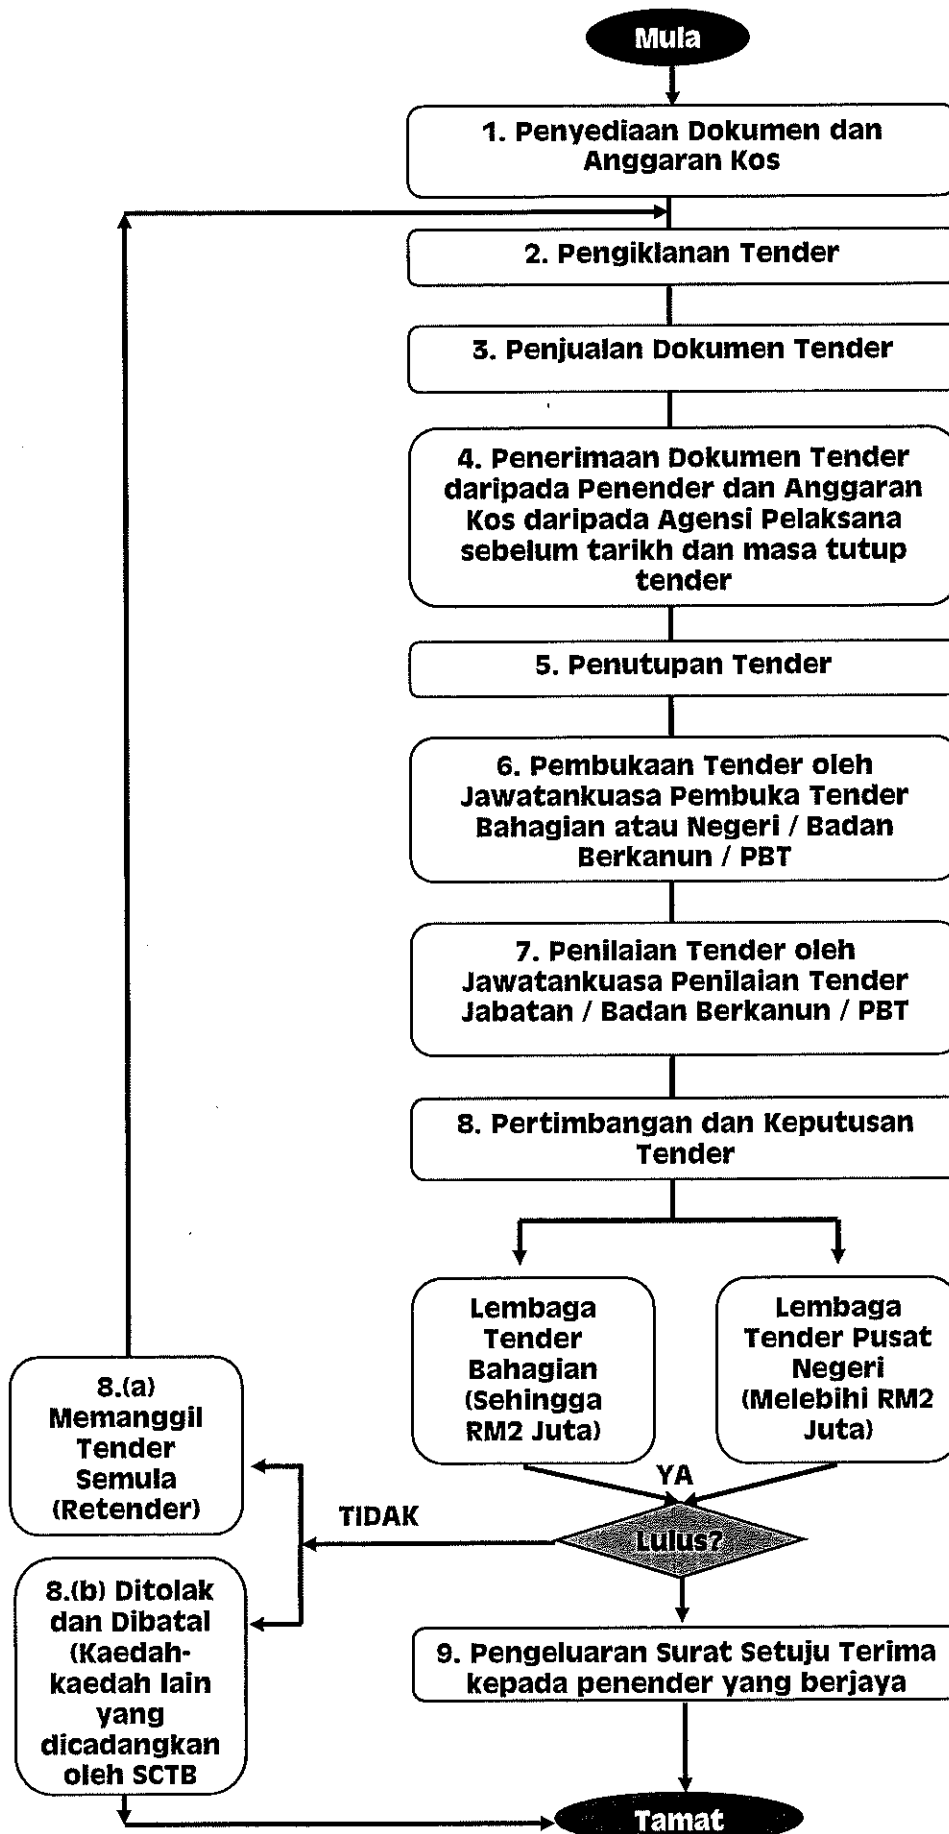 Mula
1. Penyediaan Dokumen dan
Anggaran Kos
2. Pengiklanan Tender
3. Penjualan Dokumen Tender
4. Penerimaan Dokumen Tender
daripada Penender dan Anggaran
Kos daripada Agensi Pelaksana
sebelum tarikh dan masa tutup
tender
5. Penutupan Tender
6. Pembukaan Tender oleh
Jawatankuasa Pembuka Tender
Bahagian atau Negeri / Badan
Berkanun / PBT
7. Penilaian Tender oleh
Jawatankuasa Penilaian Tender
Jabatan / Badan Berkanun / PBT
8. Pertimbangan dan Keputusan
Tender
Lembaga
Tender
Bahagian
(Sehingga
RM2 Juta)
Lembaga
Tender Pusat
Negeri
(Melebihi RM2
Juta)
YA
Lulus?
TIDAK
8.(a)
Memanggil
Tender
Semula
(Retender)
8.(b) Ditolak
dan Dibatal
(Kaedah-
kaedah lain
yang
dicadangkan
oleh SCTB
9. Pengeluaran Surat Setuju Terima
kepada penender yang berjaya
Tamat